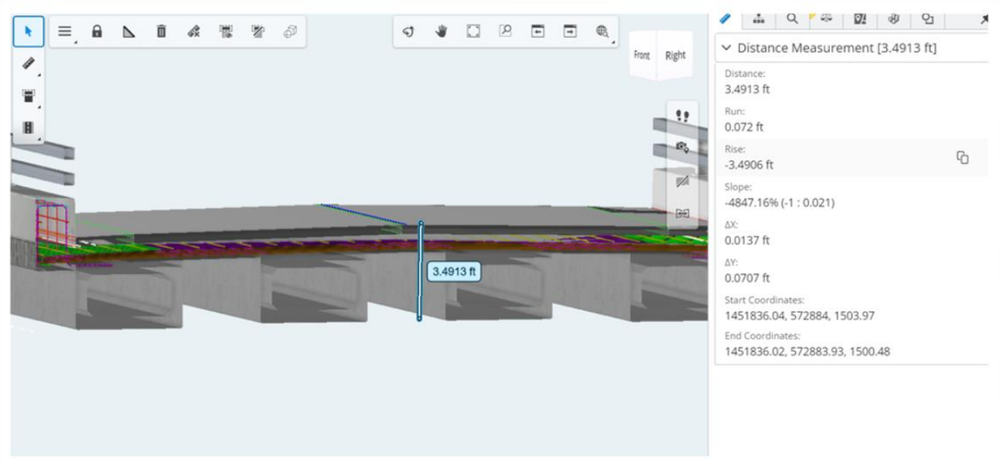 Front Right
3.4913 ft
Distance Measurement [3.4913 ft]
Distance:
3.4913 ft
Run:
0.072 ft
Rise:
-3.4906 ft
Slope:
-4847.16% (-1 : 0.021)
ΔX:
0.0137 ft
ΔY:
0.0707 ft
Start Coordinates:
1451836.04, 572884, 1503.97
End Coordinates:
1451836.02, 572883.93, 1500.48